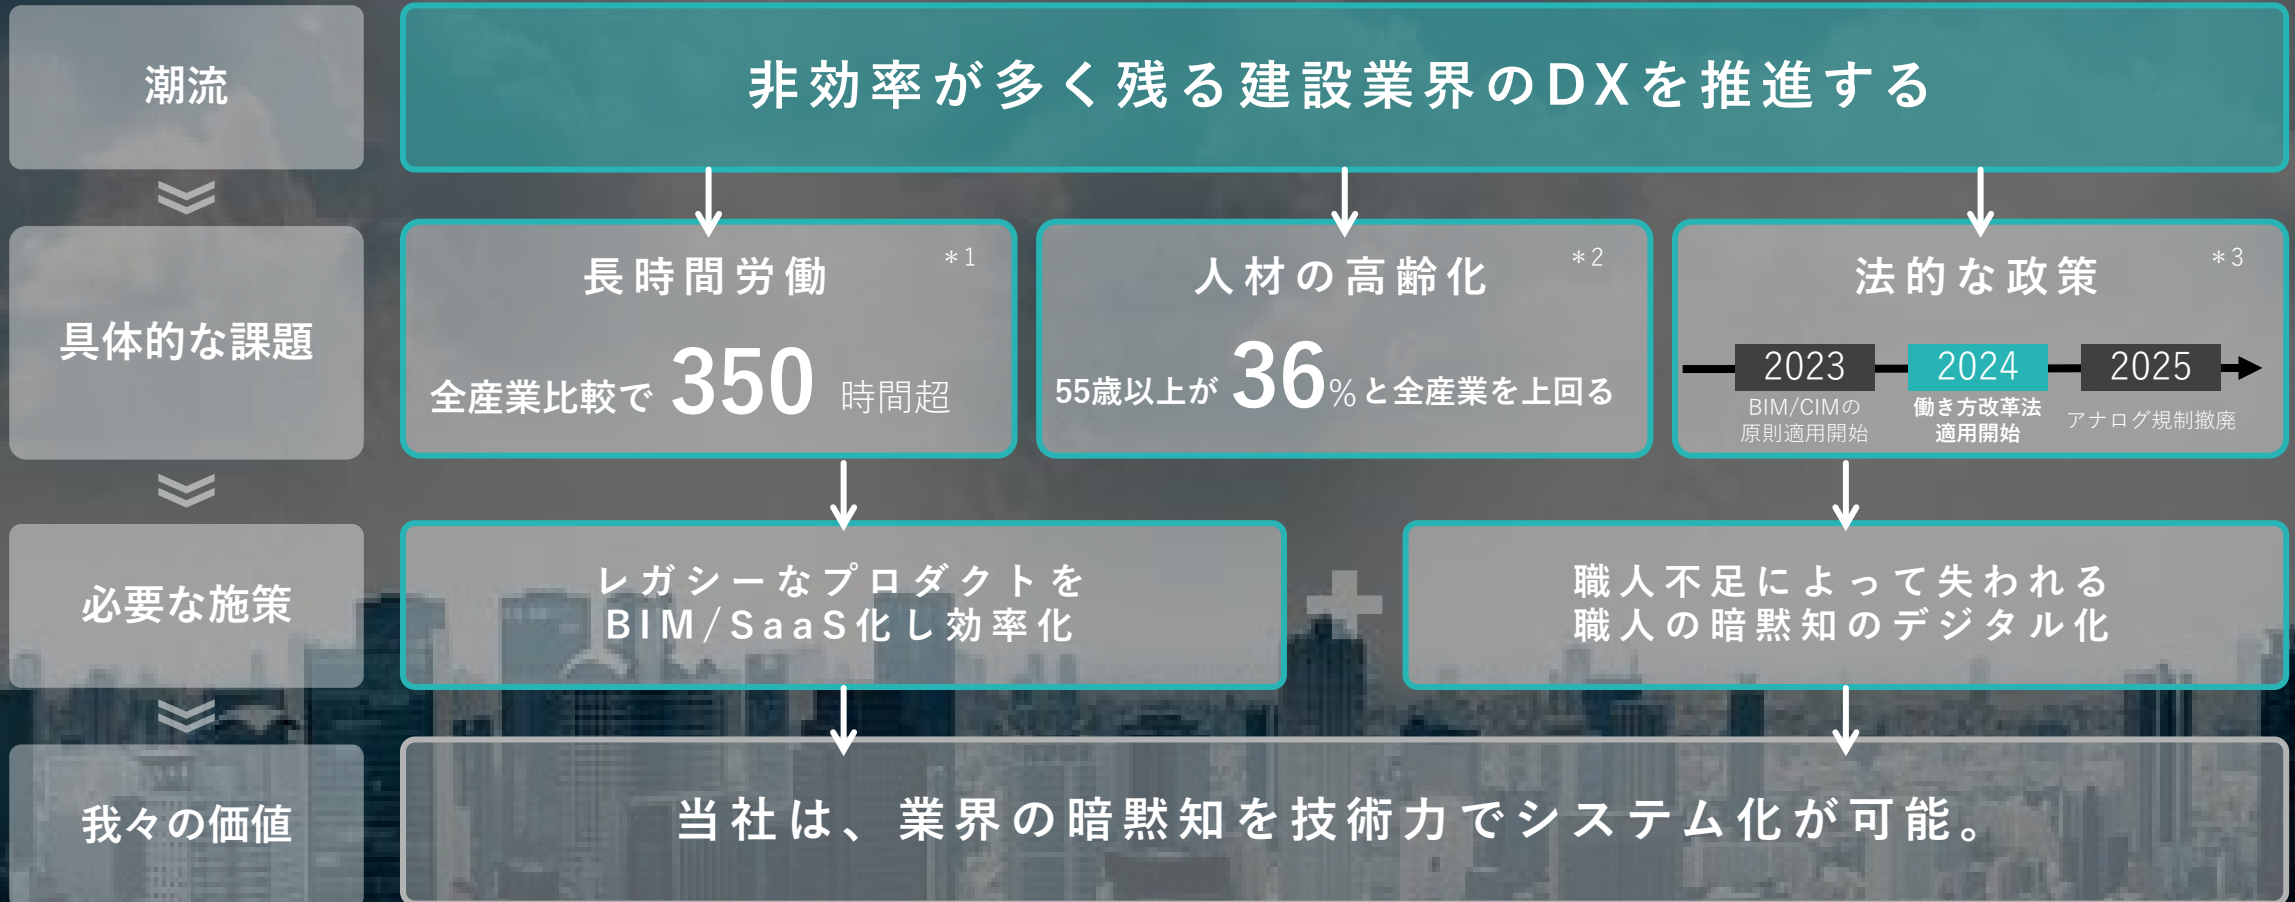 潮流
非効率が多く残る建設業界のDXを推進する
具体的な課題
長時間労働 *1
全産業比較で 350 時間超
人材の高齢化 *2
55歳以上が 36%と全産業を上回る
法的な政策 *3
2023
BIM/CIMの
原則適用開始
2024
働き方改革法
適用開始
2025
アナログ規制撤廃
必要な施策
レガシーなプロダクトを
BIM/SaaS化し効率化
職人不足によって失われる
職人の暗黙知のデジタル化
我々の価値
当社は、業界の暗黙知を技術力でシステム化が可能。